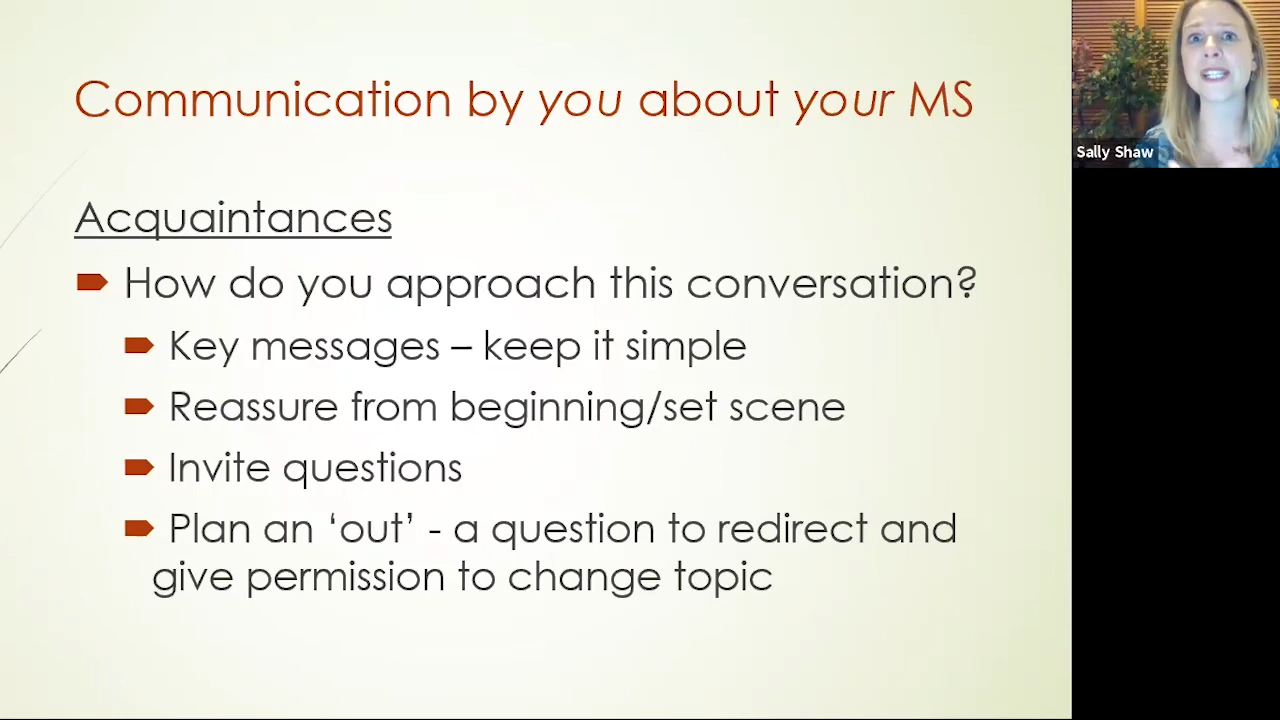 Communication by you about your MS
Sally Shaw
Acquaintances
How do you approach this conversation?
Key messages – keep it simple
Reassure from beginning/set scene
Invite questions
Plan an ‘out’ - a question to redirect and
give permission to change topic